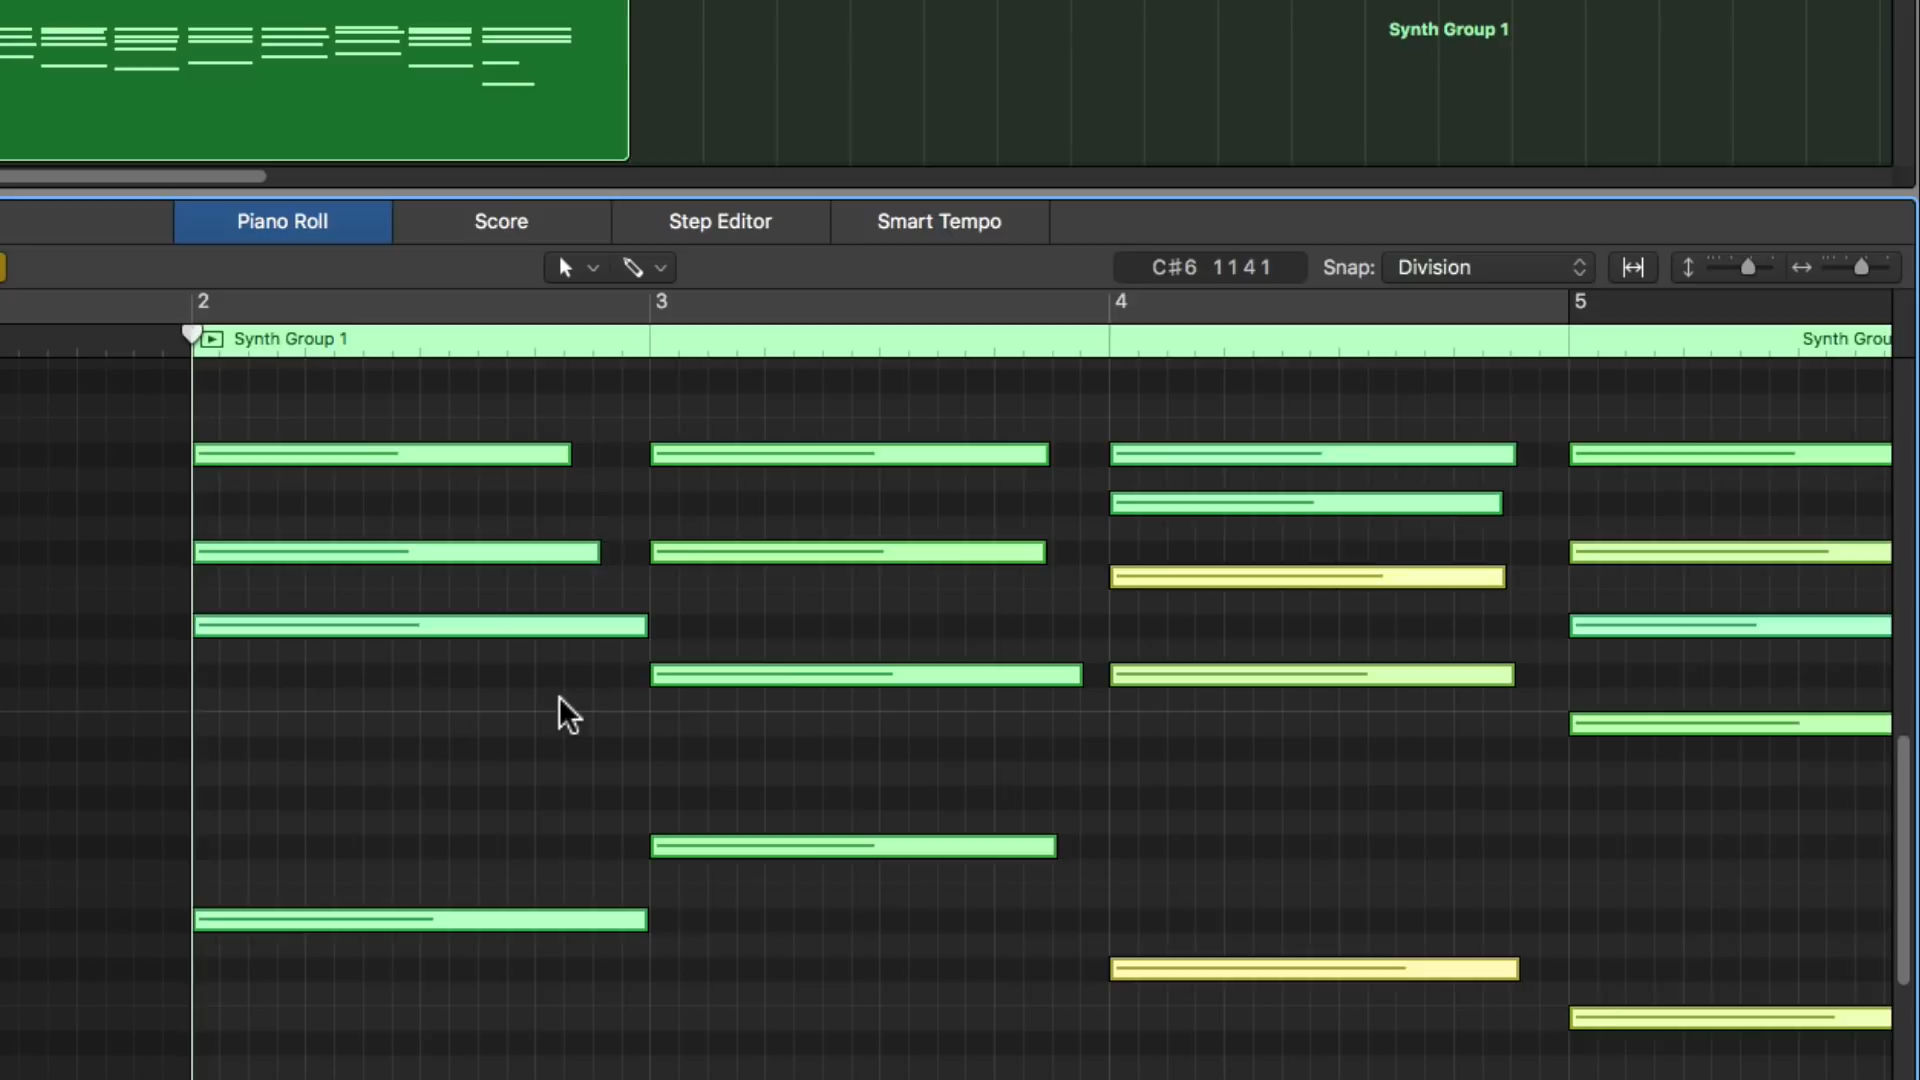 Synth Group 1
Piano Roll
Score
Step Editor
Smart Tempo
C#6 1141
Snap:
Division
2
3
4
5
Synth Group 1
Synth Grou